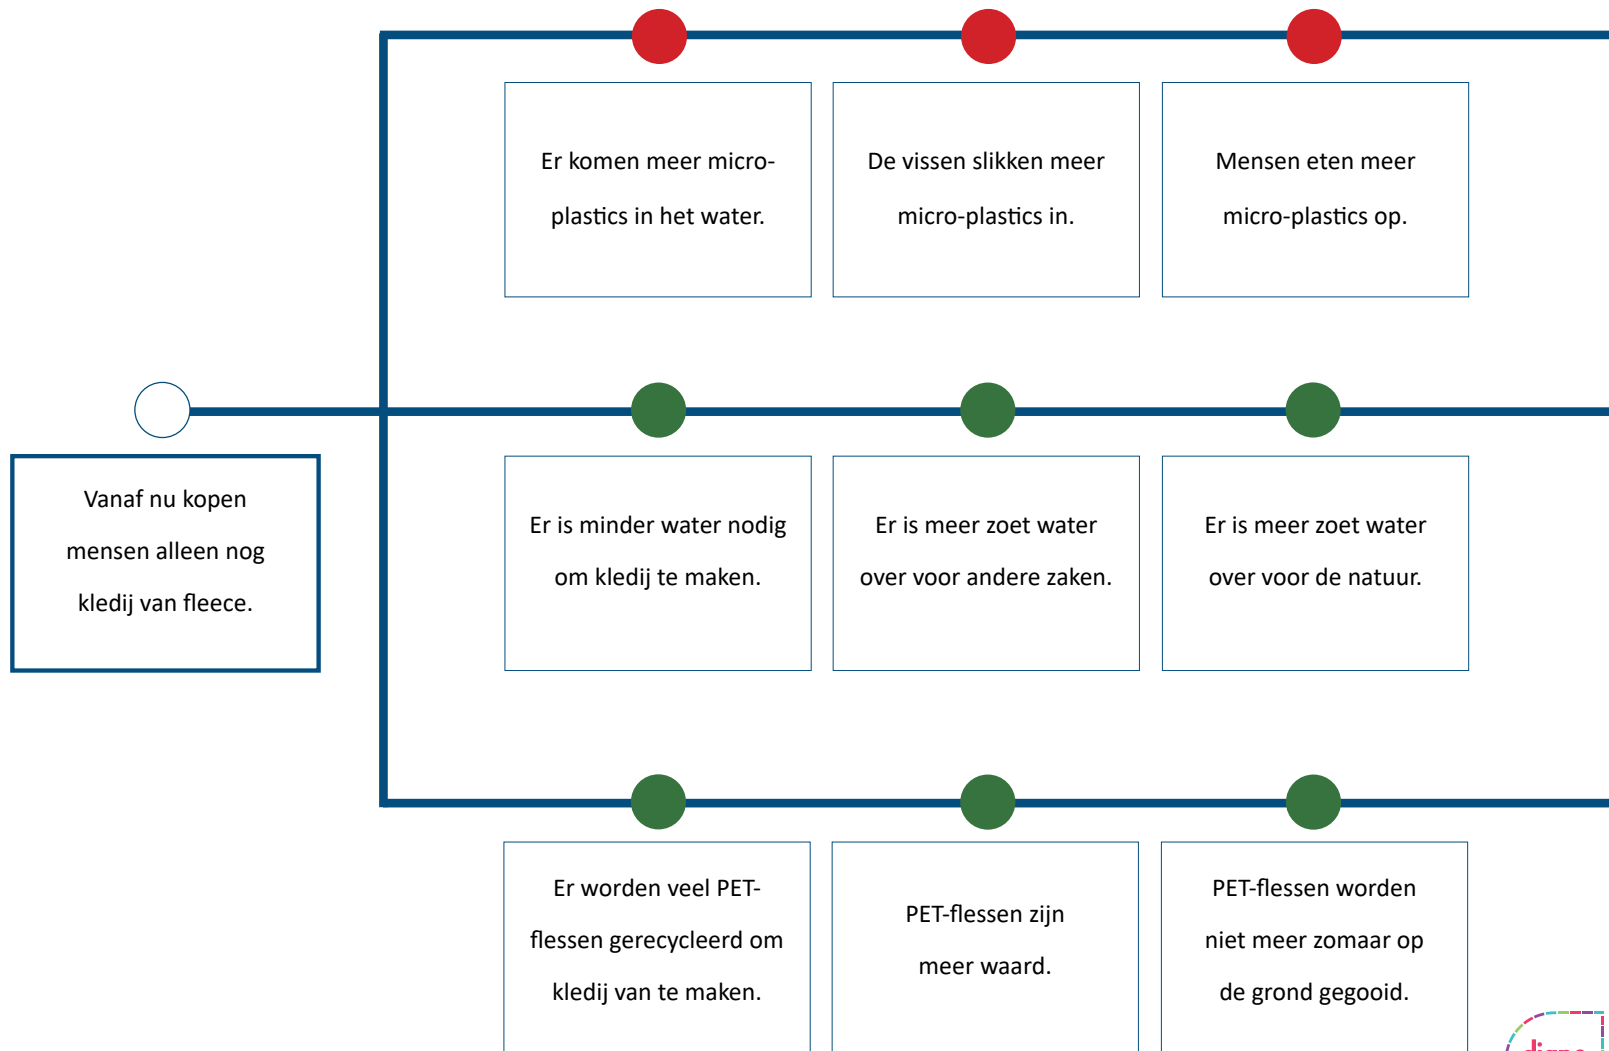 Er komen meer micro-
plastics in het water.
De vissen slikken meer
micro-plastics in.
Mensen eten meer
micro-plastics op.
Vanaf nu kopen
mensen alleen nog
kledij van fleece.
Er is minder water nodig
om kledij te maken.
Er is meer zoet water
over voor andere zaken.
Er is meer zoet water
over voor de natuur.
Er worden veel PET-
flessen gerecycleerd om
kledij van te maken.
PET-flessen zijn
meer waard.
PET-flessen worden
niet meer zomaar op
de grond gegooid.